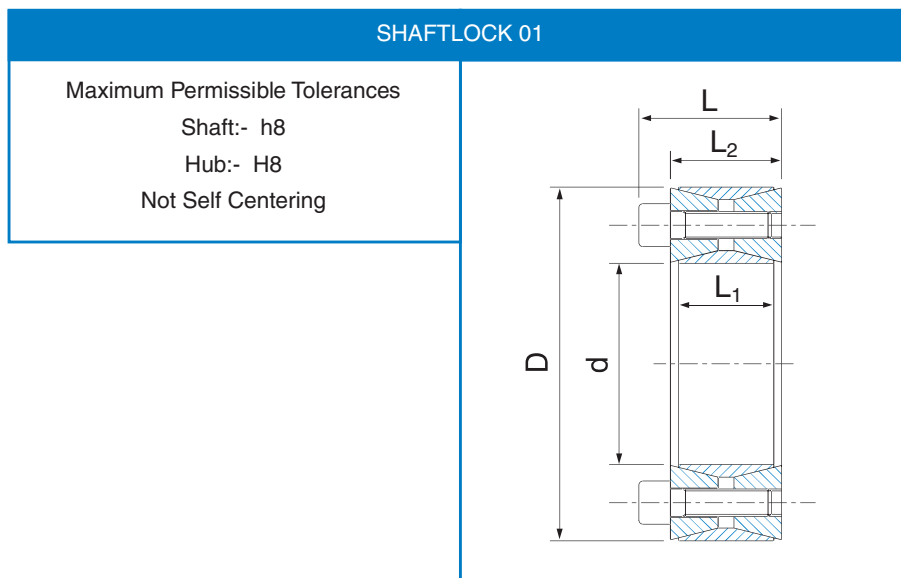 SHAFTLOCK 01
Maximum Permissible Tolerances
Shaft:- h8
Hub:- H8
Not Self Centering
L
L₂
L₁
D
d